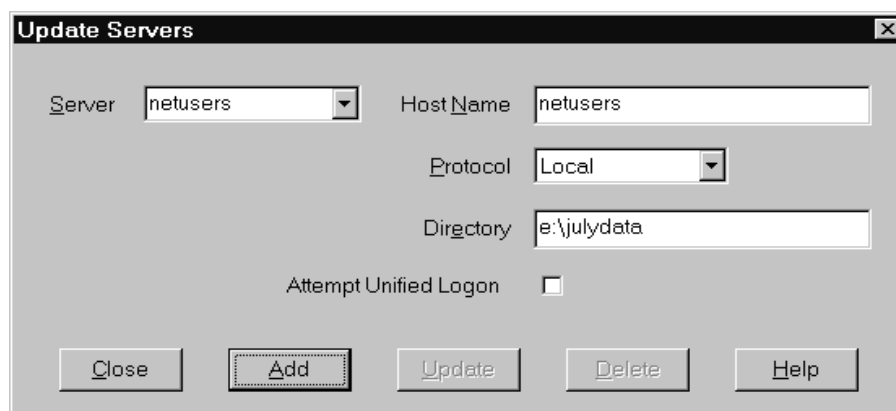 Update Servers
Server netusers Host Name netusers
Protocol Local
Directory e:\julydata
Attempt Unified Logon
Close Add Update Delete Help